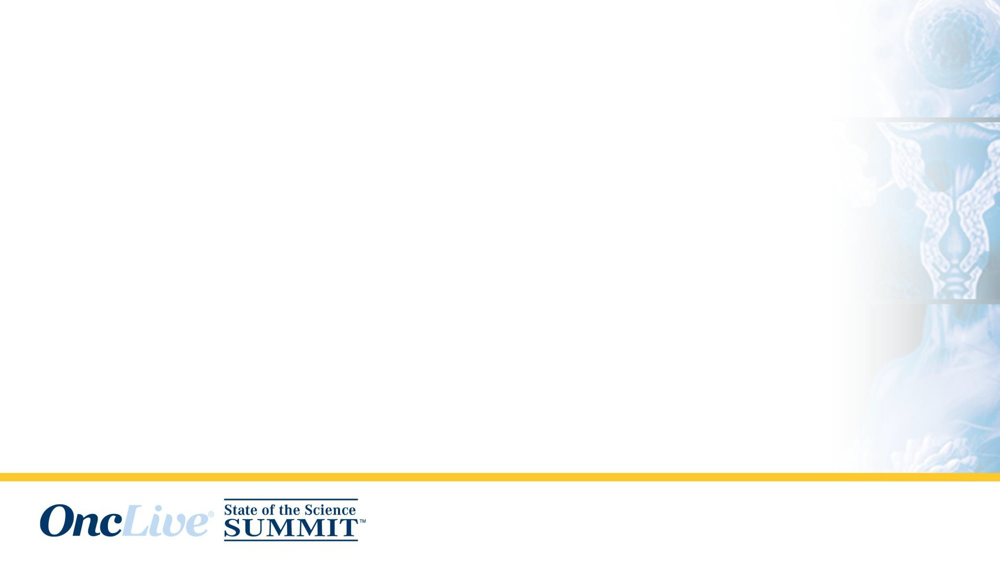 OncLive®
State of the Science
SUMMIT™